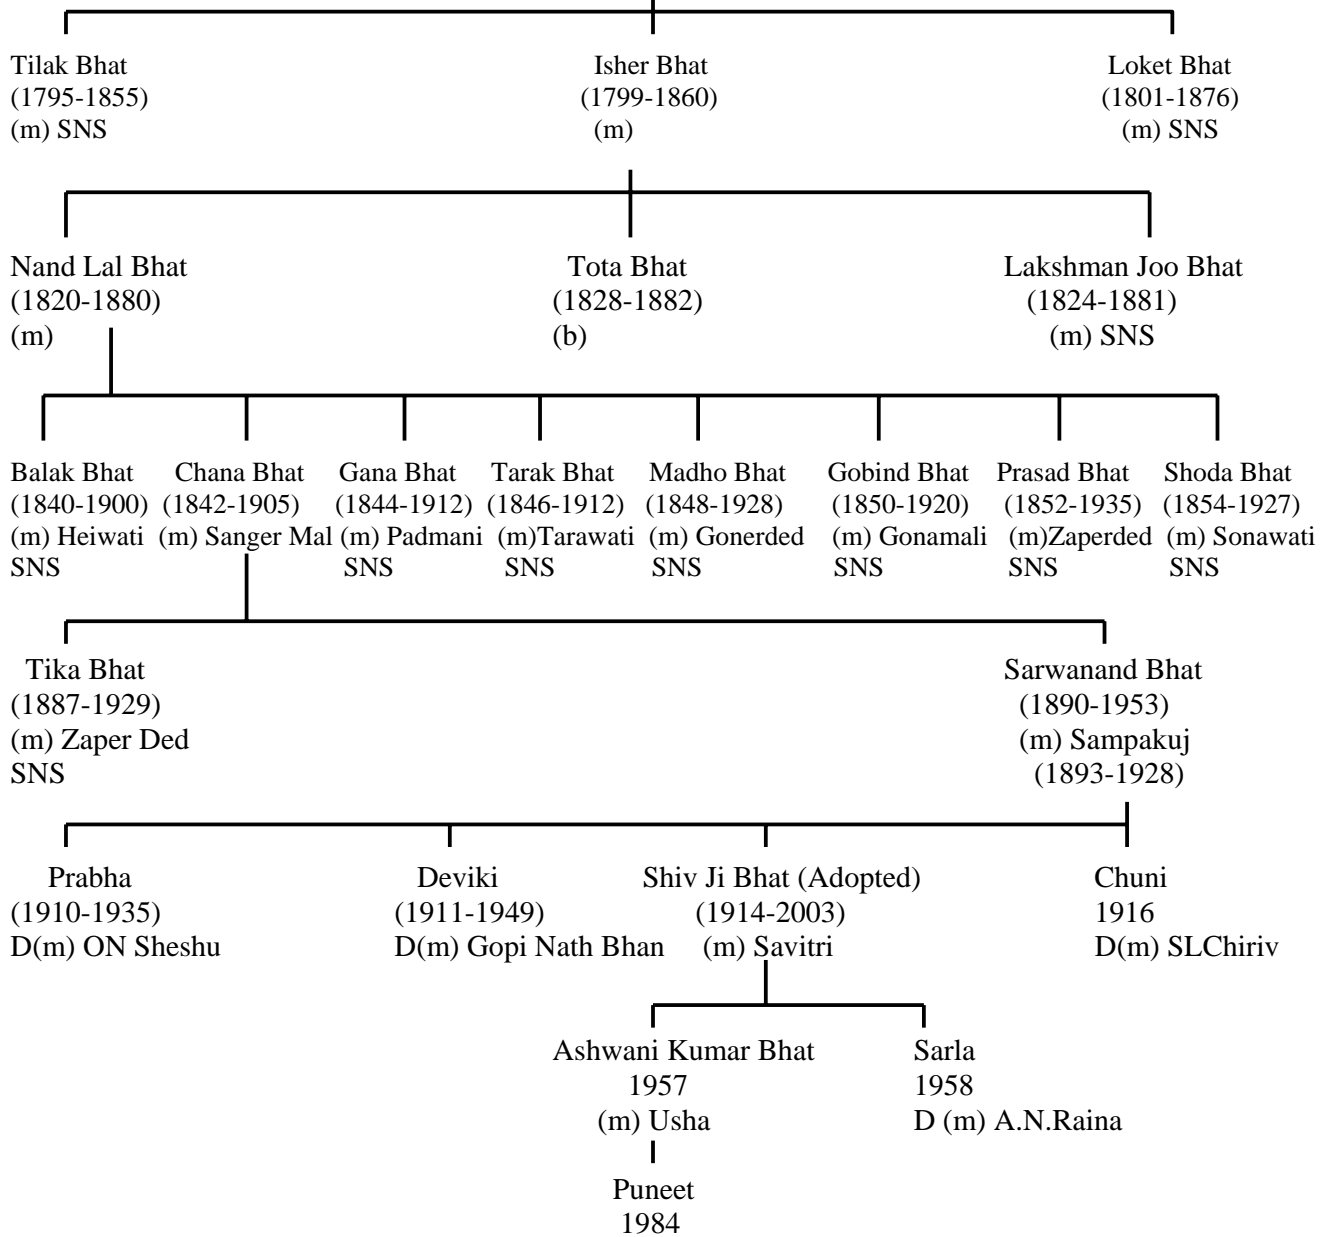 Tilak Bhat Isher Bhat Loket Bhat
(1795-1855) (1799-1860) (1801-1876)
(m) SNS (m) (m) SNS
Nand Lal Bhat Tota Bhat Lakshman Joo Bhat
(1820-1880) (1828-1882) (1824-1881)
(m) (b) (m) SNS
Balak Bhat Chana Bhat Gana Bhat Tarak Bhat Madho Bhat Gobind Bhat Prasad Bhat Shoda Bhat
(1840-1900) (1842-1905) (1844-1912) (1846-1912) (1848-1928) (1850-1920) (1852-1935) (1854-1927)
(m) Heiwati (m) Sanger Mal (m) Padmani (m)Tarawati (m) Gonerded (m) Gonamali (m)Zaperded (m) Sonawati
SNS SNS SNS SNS SNS SNS SNS
Tika Bhat Sarwanand Bhat
(1887-1929) (1890-1953)
(m) Zaper Ded (m) Sampakuj
SNS (1893-1928)
Prabha Deviki Shiv Ji Bhat (Adopted) Chuni
(1910-1935) (1911-1949) (1914-2003) 1916
D(m) ON Sheshu D(m) Gopi Nath Bhan (m) Savitri D(m) SLChiriv
Ashwani Kumar Bhat Sarla
1957 1958
(m) Usha D (m) A.N.Raina
Puneet
1984